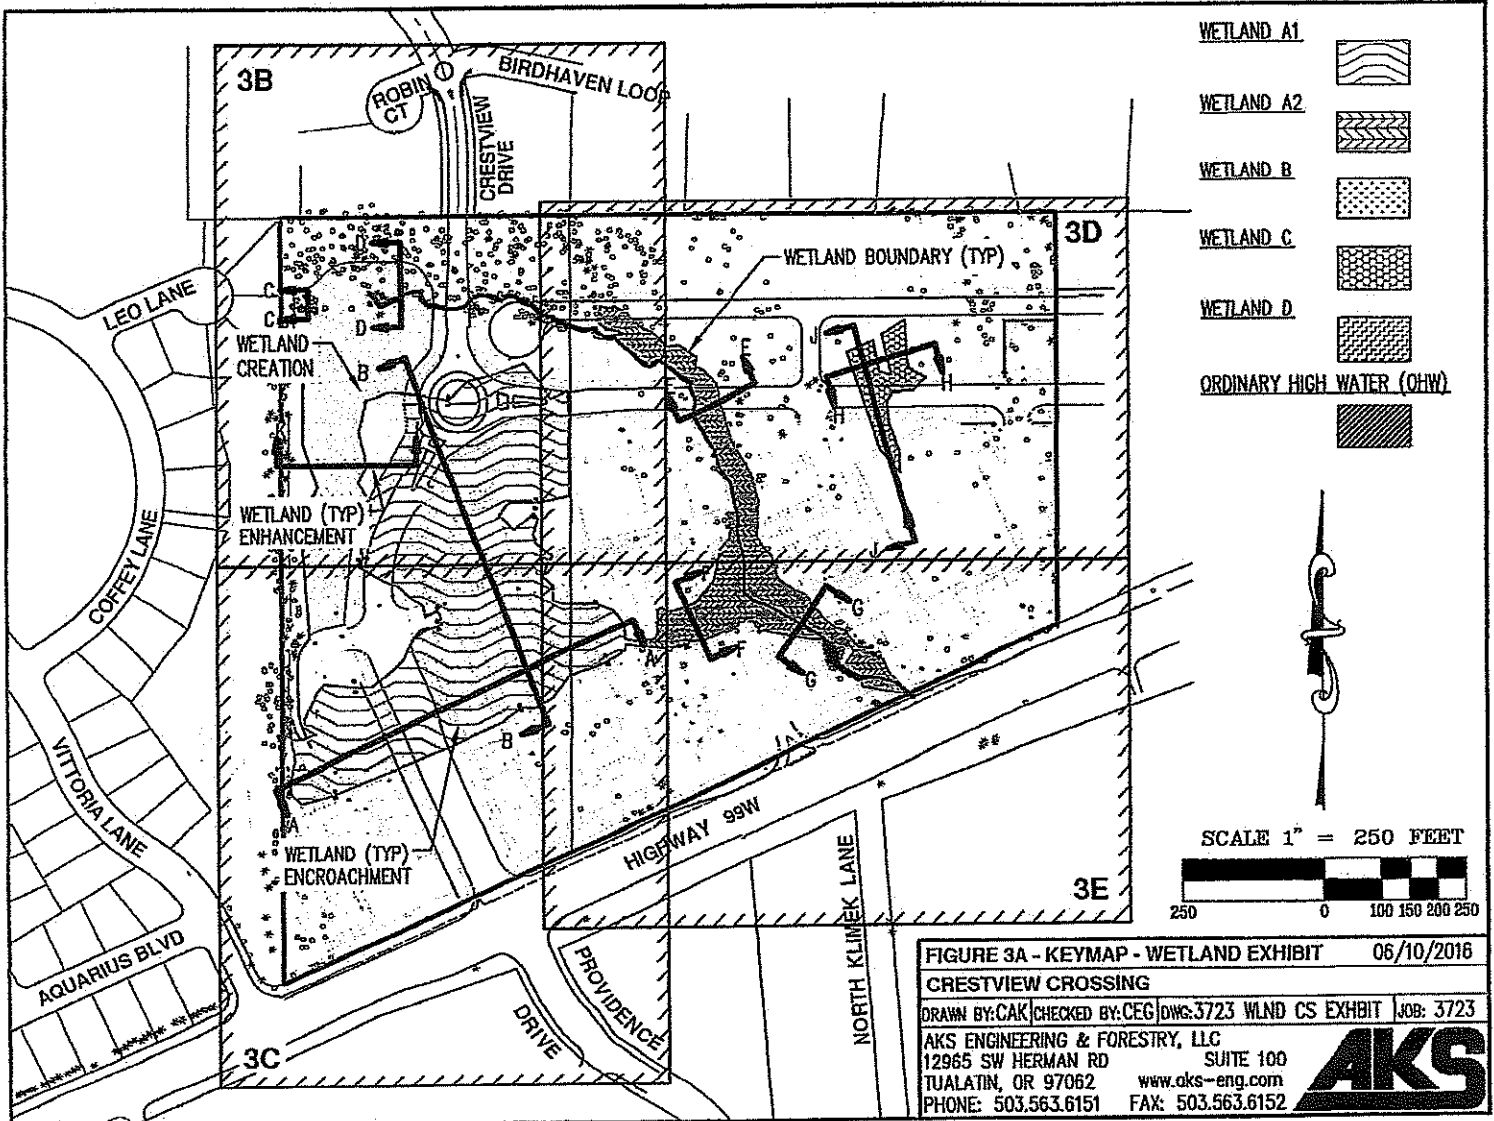 3B
ROBIN
CT
BIRDHAVEN LOOP
CRESTVIEW
DRIVE
WETLAND A1
WETLAND A2
WETLAND B
WETLAND C
WETLAND D
ORDINARY HIGH WATER (OHW)
3D
WETLAND BOUNDARY (TYP)
LEO LANE
C
C
D
WETLAND
CREATION
B
E
J
H
H
WETLAND (TYP)
ENHANCEMENT
COFFEY LANE
J
F
G
F
A
G
B
VITTORIA LANE
A
WETLAND (TYP)
ENCROACHMENT
HIGHWAY 99W
NORTH KLIMEK LANE
3E
SCALE 1" = 250 FEET
250 0 100 150 200 250
AQUARIUS BLVD
PROVIDENCE
DRIVE
3C
FIGURE 3A - KEYMAP - WETLAND EXHIBIT 06/10/2016
CRESTVIEW CROSSING
DRAWN BY:CAK CHECKED BY:CEG DWG:3723 WLND CS EXHBIT JOB: 3723
AKS ENGINEERING & FORESTRY, LLC
12965 SW HERMAN RD SUITE 100
TUALATIN, OR 97062 www.aks-eng.com
PHONE: 503.563.6151 FAX: 503.563.6152
AKS